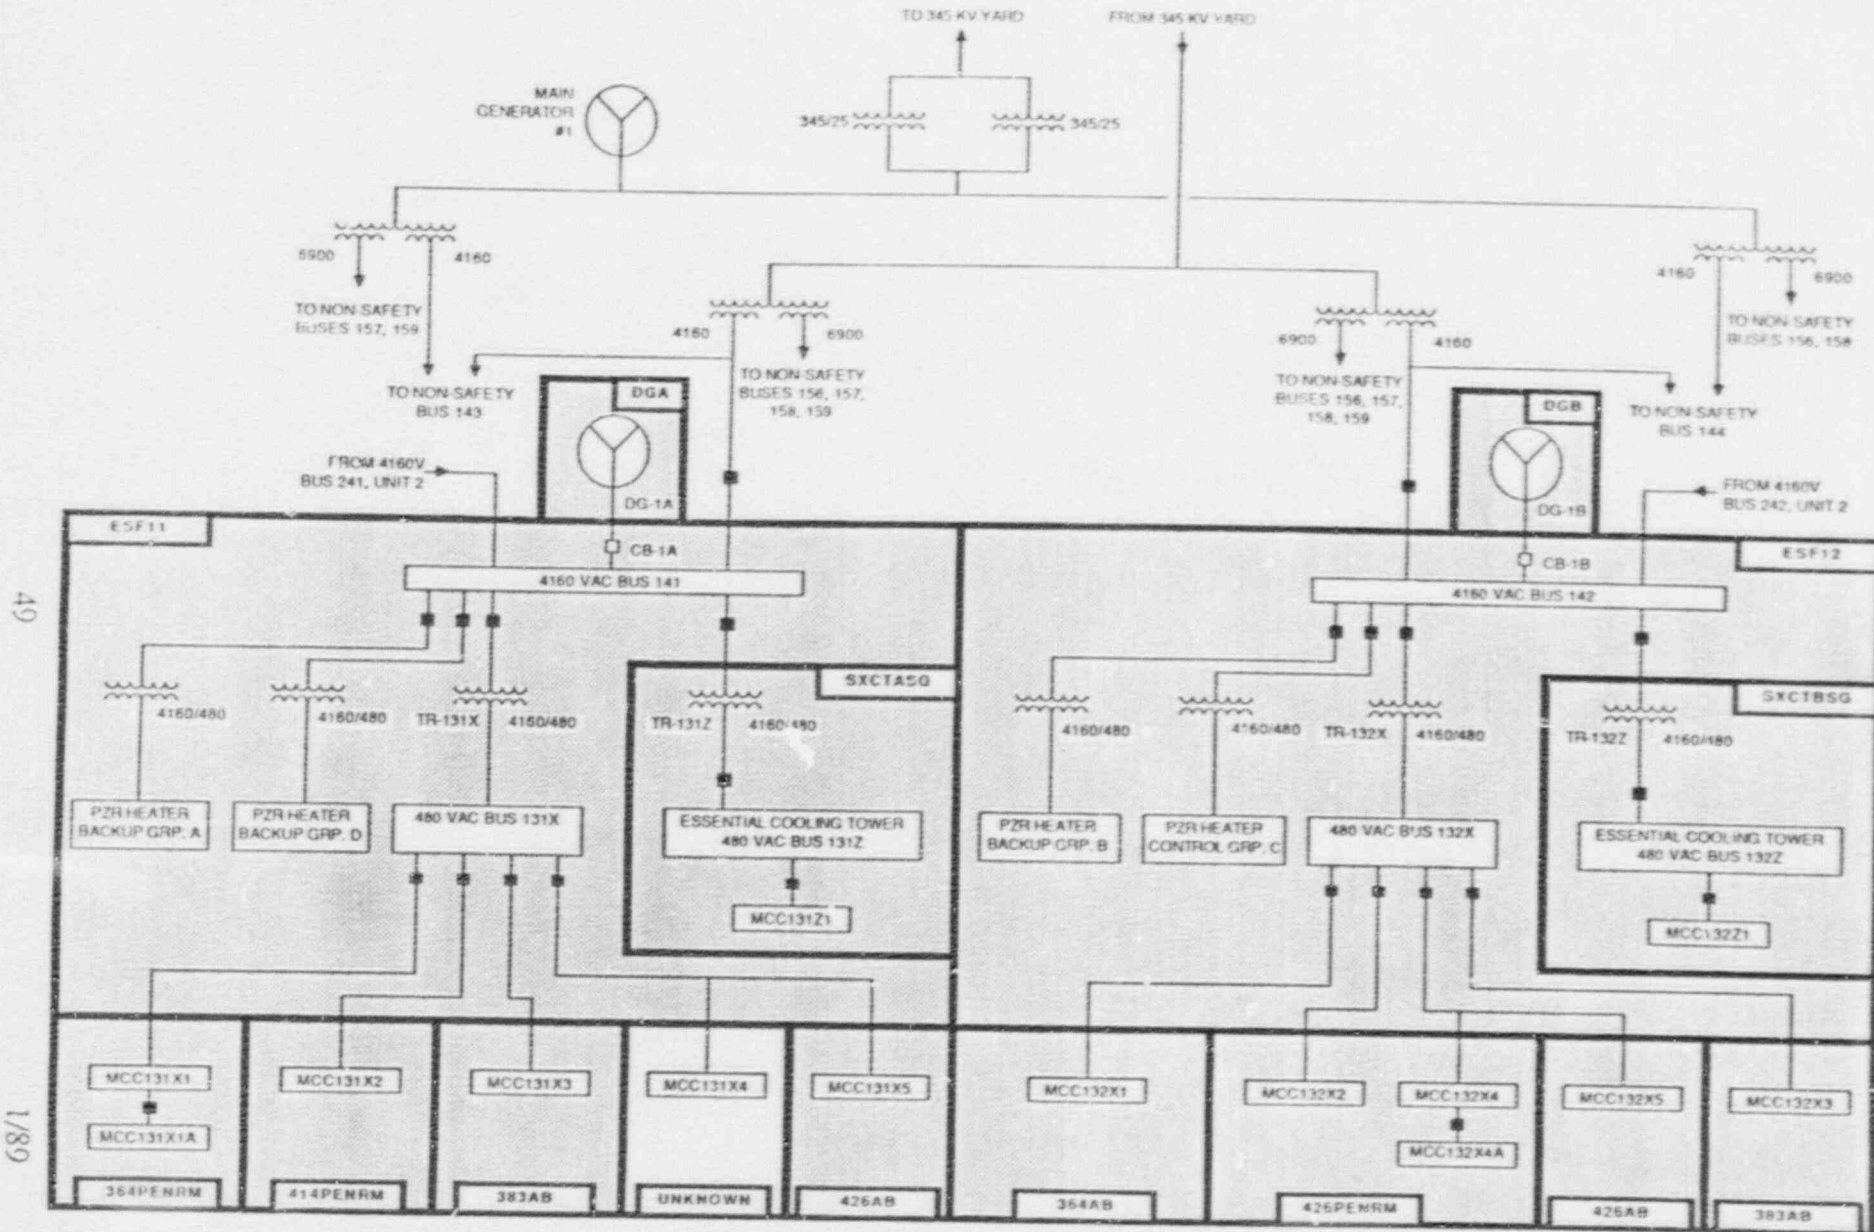 TO 345 KV YARD
FROM 345 KV YARD
MAIN
GENERATOR
#1
345/25
345/25
6900
4160
TO NON-SAFETY
BUSES 157, 159
4160
6900
TO NON-SAFETY
BUSES 156, 157,
158, 159
TO NON-SAFETY
BUS 143
6900
4160
TO NON-SAFETY
BUSES 156, 157,
158, 159
4160
6900
TO NON-SAFETY
BUSES 156, 158
TO NON-SAFETY
BUS 144
DGA
DG-1A
DGB
DG-1B
FROM 4160V
BUS 241, UNIT 2
FROM 4160V
BUS 242, UNIT 2
ESF11
CB-1A
4160 VAC BUS 141
ESF12
CB-1B
4160 VAC BUS 142
4160/480
4160/480
TR-131X
4160/480
SXCTASG
TR-131Z
4160/480
4160/480
4160/480
TR-132X
4160/480
SXCTBSG
TR-132Z
4160/480
PZR HEATER
BACKUP GRP. A
PZR HEATER
BACKUP GRP. D
480 VAC BUS 131X
ESSENTIAL COOLING TOWER
480 VAC BUS 131Z
MCC131Z1
PZR HEATER
BACKUP GRP. B
PZR HEATER
CONTROL GRP. C
480 VAC BUS 132X
ESSENTIAL COOLING TOWER
480 VAC BUS 132Z
MCC132Z1
MCC131X1
MCC131X1A
364PENRM
MCC131X2
414PENRM
MCC131X3
383AB
MCC131X4
UNKNOWN
MCC131X5
426AB
MCC132X1
364AB
MCC132X2
MCC132X4
MCC132X4A
426PENRM
MCC132X5
426AB
MCC132X3
383AB
49
1/89